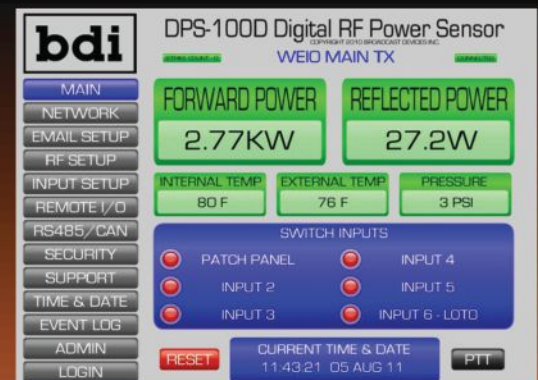 bdi
DPS-100D Digital RF Power Sensor
COPYRIGHT 2010 BROADCAST DEVICES INC.
WEIO MAIN TX
CONNECTED
MAIN
NETWORK
EMAIL SETUP
RF SETUP
INPUT SETUP
REMOTE I/O
RS485/CAN
SECURITY
SUPPORT
TIME & DATE
EVENT LOG
ADMIN
LOGIN
FORWARD POWER
2.77KW
REFLECTED POWER
27.2W
INTERNAL TEMP
80 F
EXTERNAL TEMP
76 F
PRESSURE
3 PSI
SWITCH INPUTS
PATCH PANEL
INPUT 4
INPUT 2
INPUT 5
INPUT 3
INPUT 6 - LOTO
RESET
CURRENT TIME & DATE
11:43:21 05 AUG 11
PTT